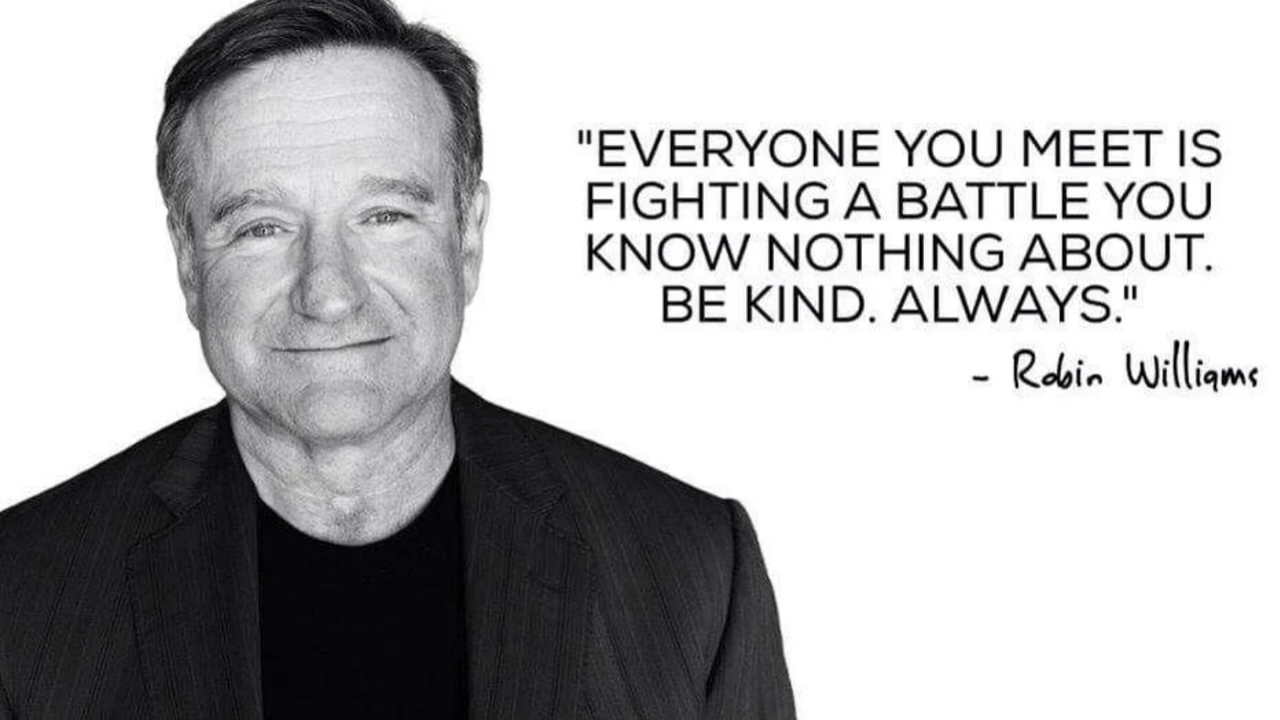 "EVERYONE YOU MEET IS
FIGHTING A BATTLE YOU
KNOW NOTHING ABOUT.
BE KIND. ALWAYS."
- Robin Williams